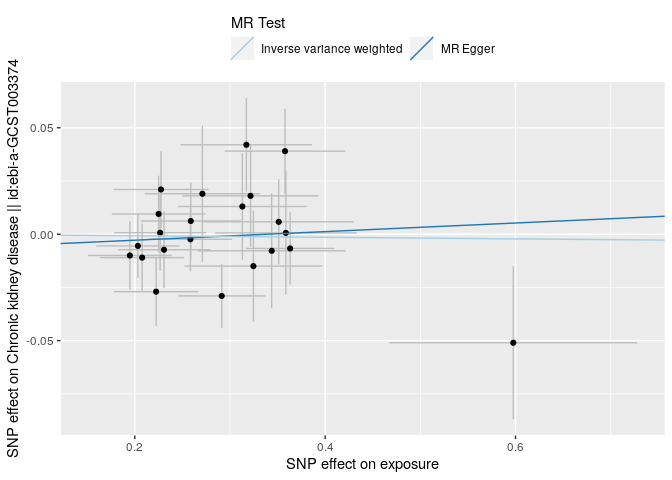 MR Test
Inverse variance weighted
MR Egger
SNP effect on Chronic kidney disease || id:ebi-a-GCST003374
0.05
0.00
-0.05
0.2
0.4
0.6
SNP effect on exposure